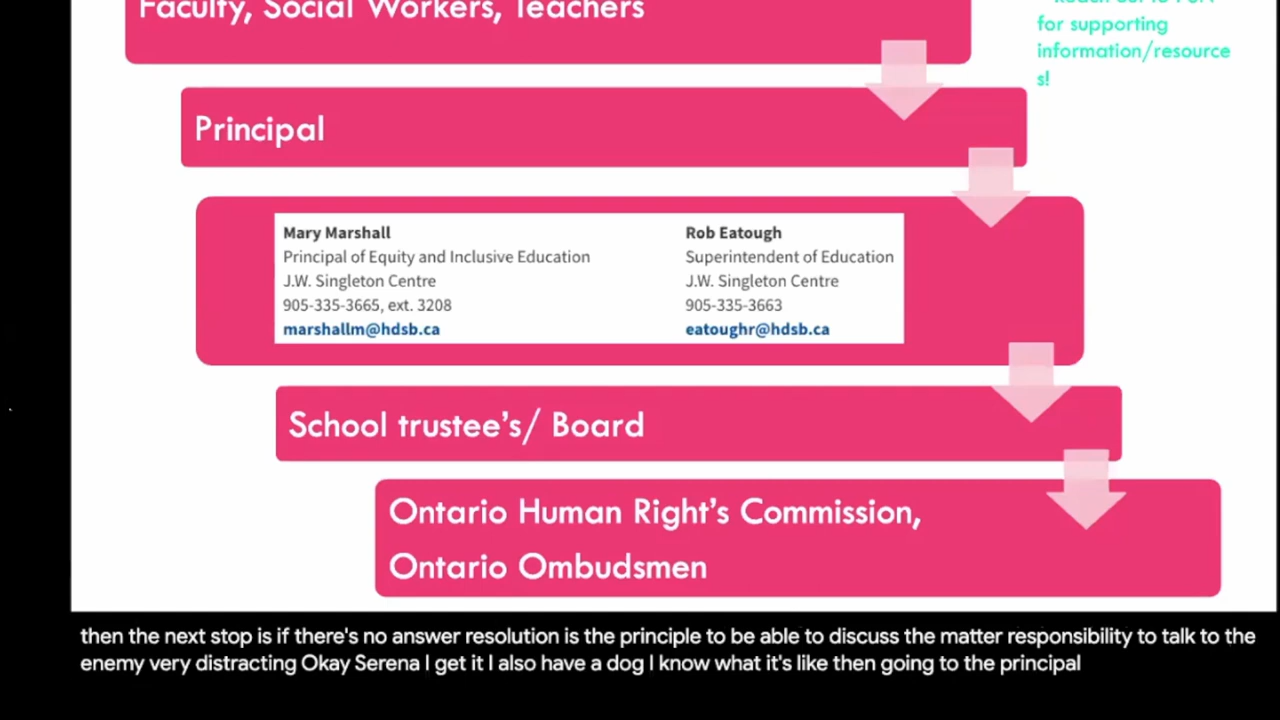 Faculty, Social Workers, Teachers
for supporting
information/resource
s!
Principal
Mary Marshall
Principal of Equity and Inclusive Education
J.W. Singleton Centre
905-335-3665, ext. 3208
marshallm@hdsb.ca
Rob Eatough
Superintendent of Education
J.W. Singleton Centre
905-335-3663
eatoughr@hdsb.ca
School trustee's/ Board
Ontario Human Right's Commission,
Ontario Ombudsmen
then the next stop is if there's no answer resolution is the principle to be able to discuss the matter responsibility to talk to the
enemy very distracting Okay Serena I get it I also have a dog I know what it's like then going to the principal